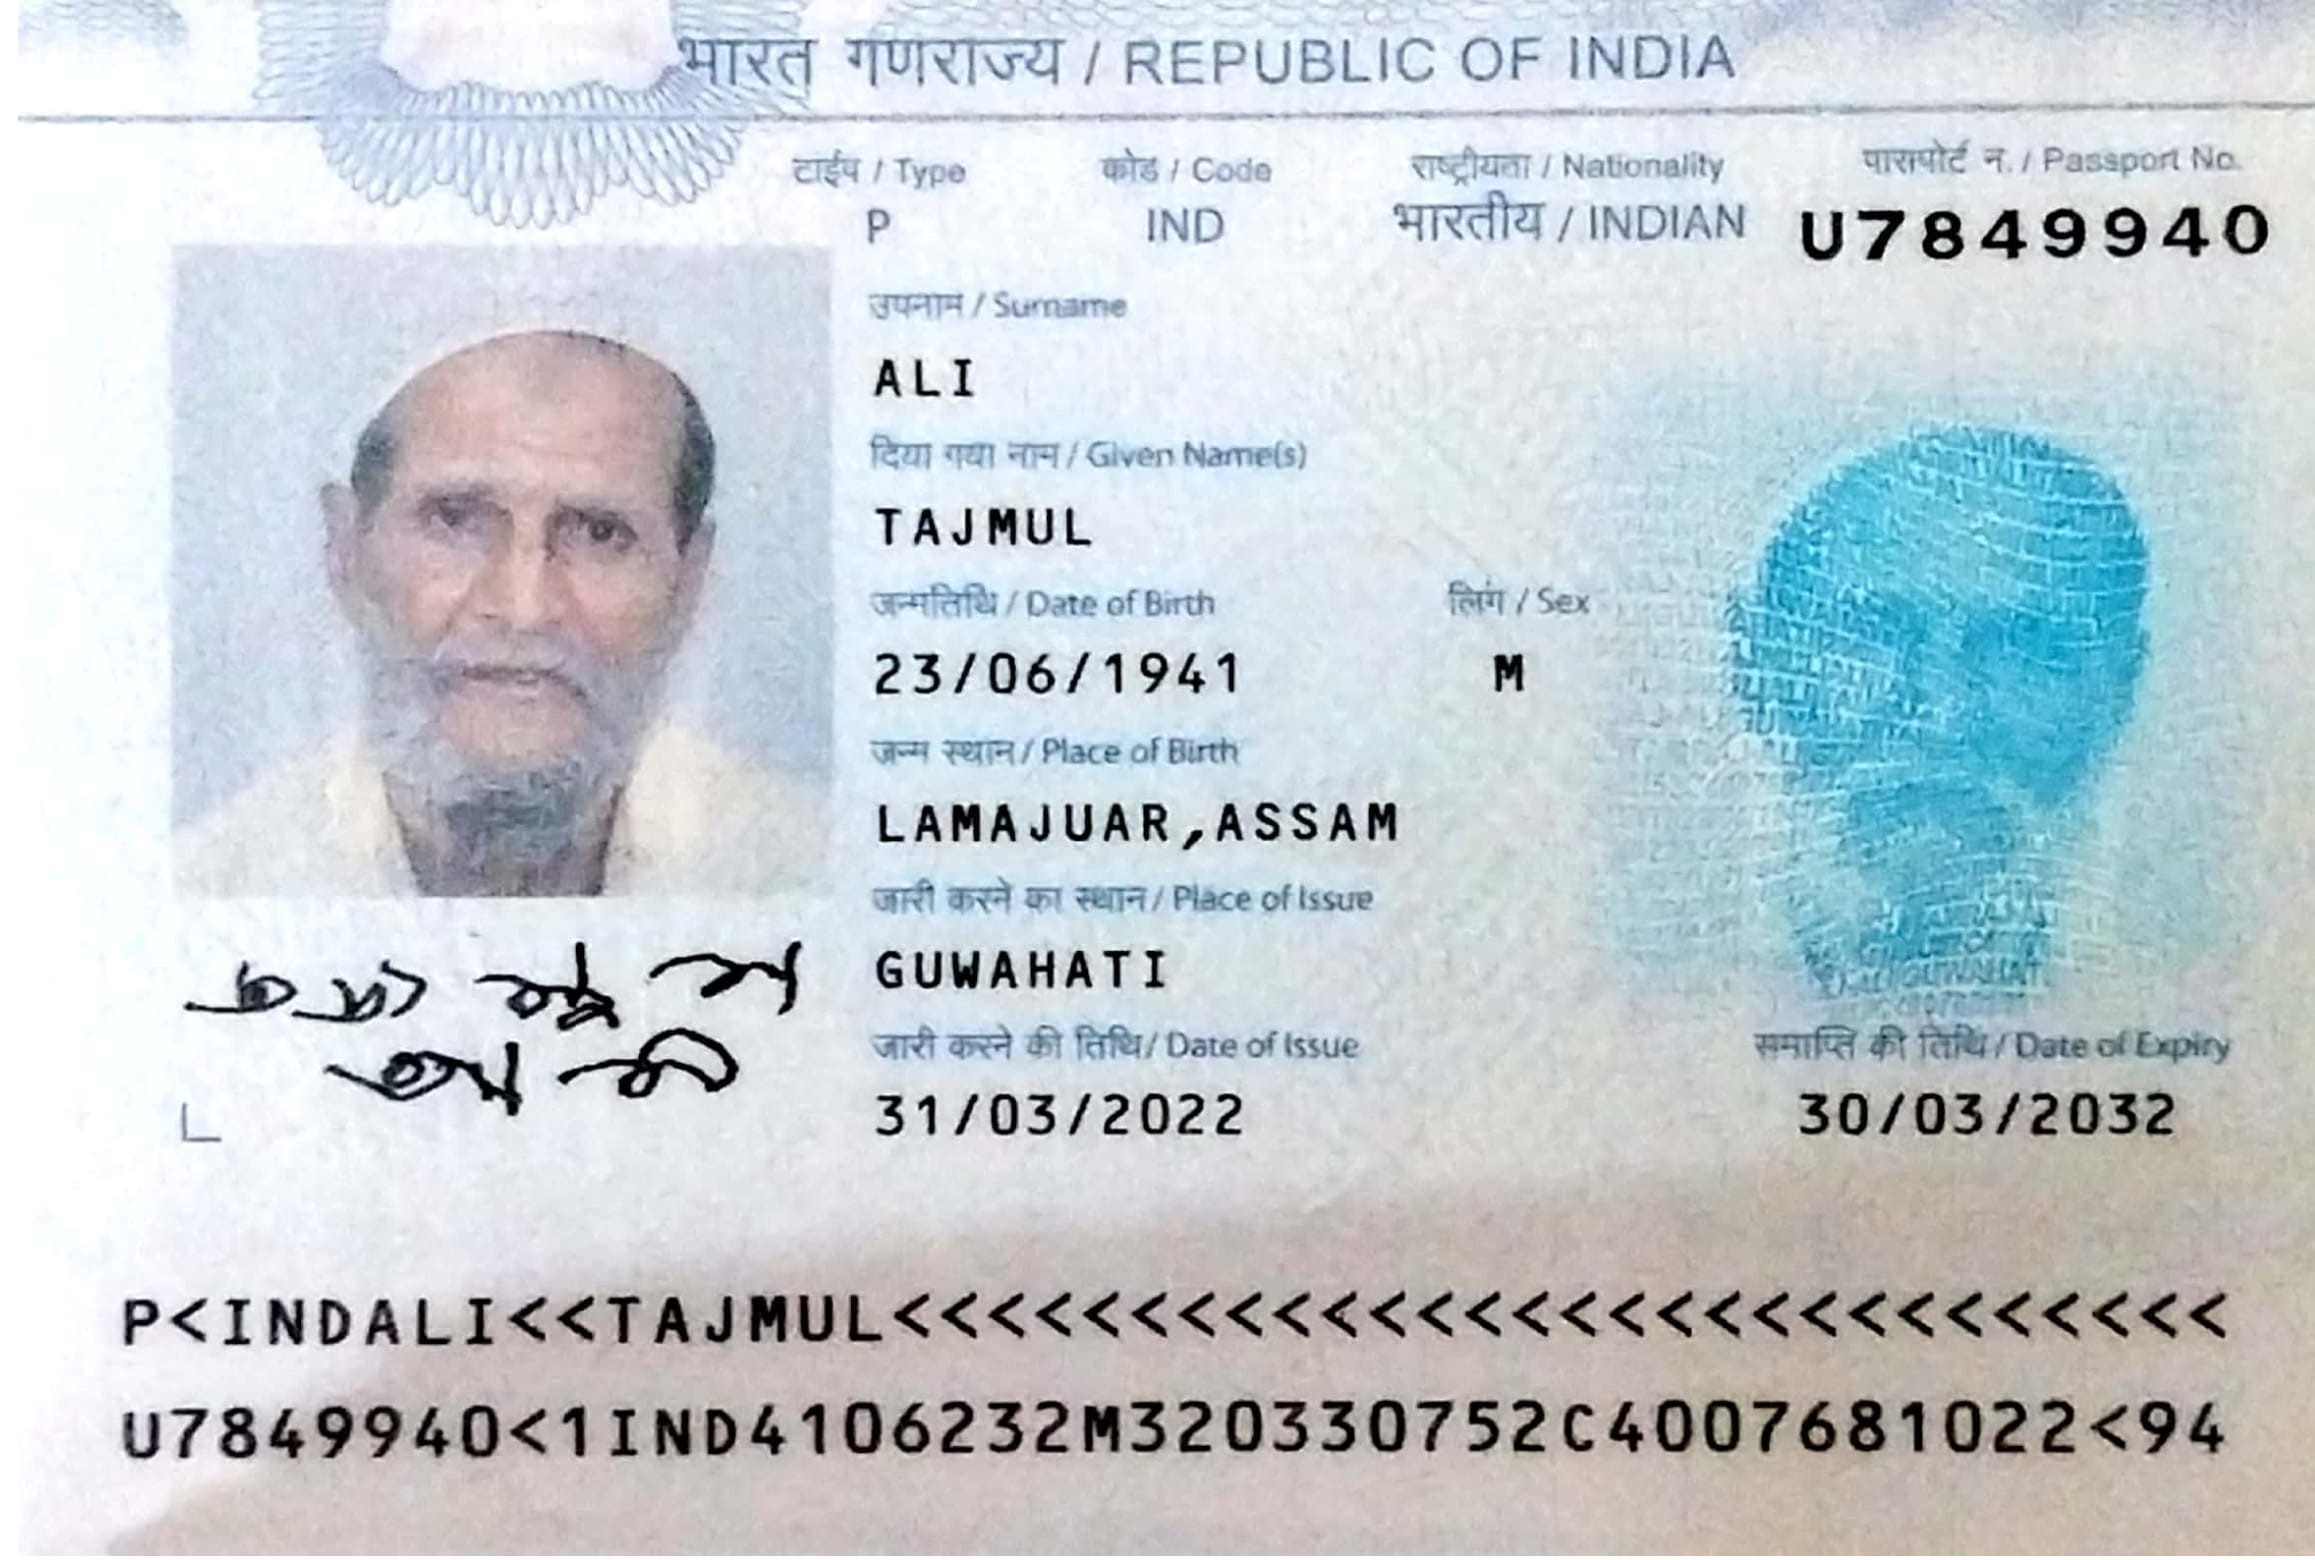 भारत गणराज्य / REPUBLIC OF INDIA
टाईप / Type कोड / Code राष्ट्रीयता / Nationality पासपोर्ट न. / Passport No.
P IND भारतीय / INDIAN U7849940
उपनाम / Surname
ALI
दिया गया नाम / Given Name(s)
TAJMUL
जन्मतिथि / Date of Birth लिंग / Sex
23/06/1941 M
जन्म स्थान / Place of Birth
LAMAJUAR,ASSAM
जारी करने का स्थान / Place of Issue
GUWAHATI
जारी करने की तिथि / Date of Issue समाप्ति की तिथि / Date of Expiry
31/03/2022 30/03/2032
P<INDALI<<TAJMUL<<<<<<<<<<<<<<<<<<<<<<<<<<<<
U7849940<1IND4106232M320330752C4007681022<94